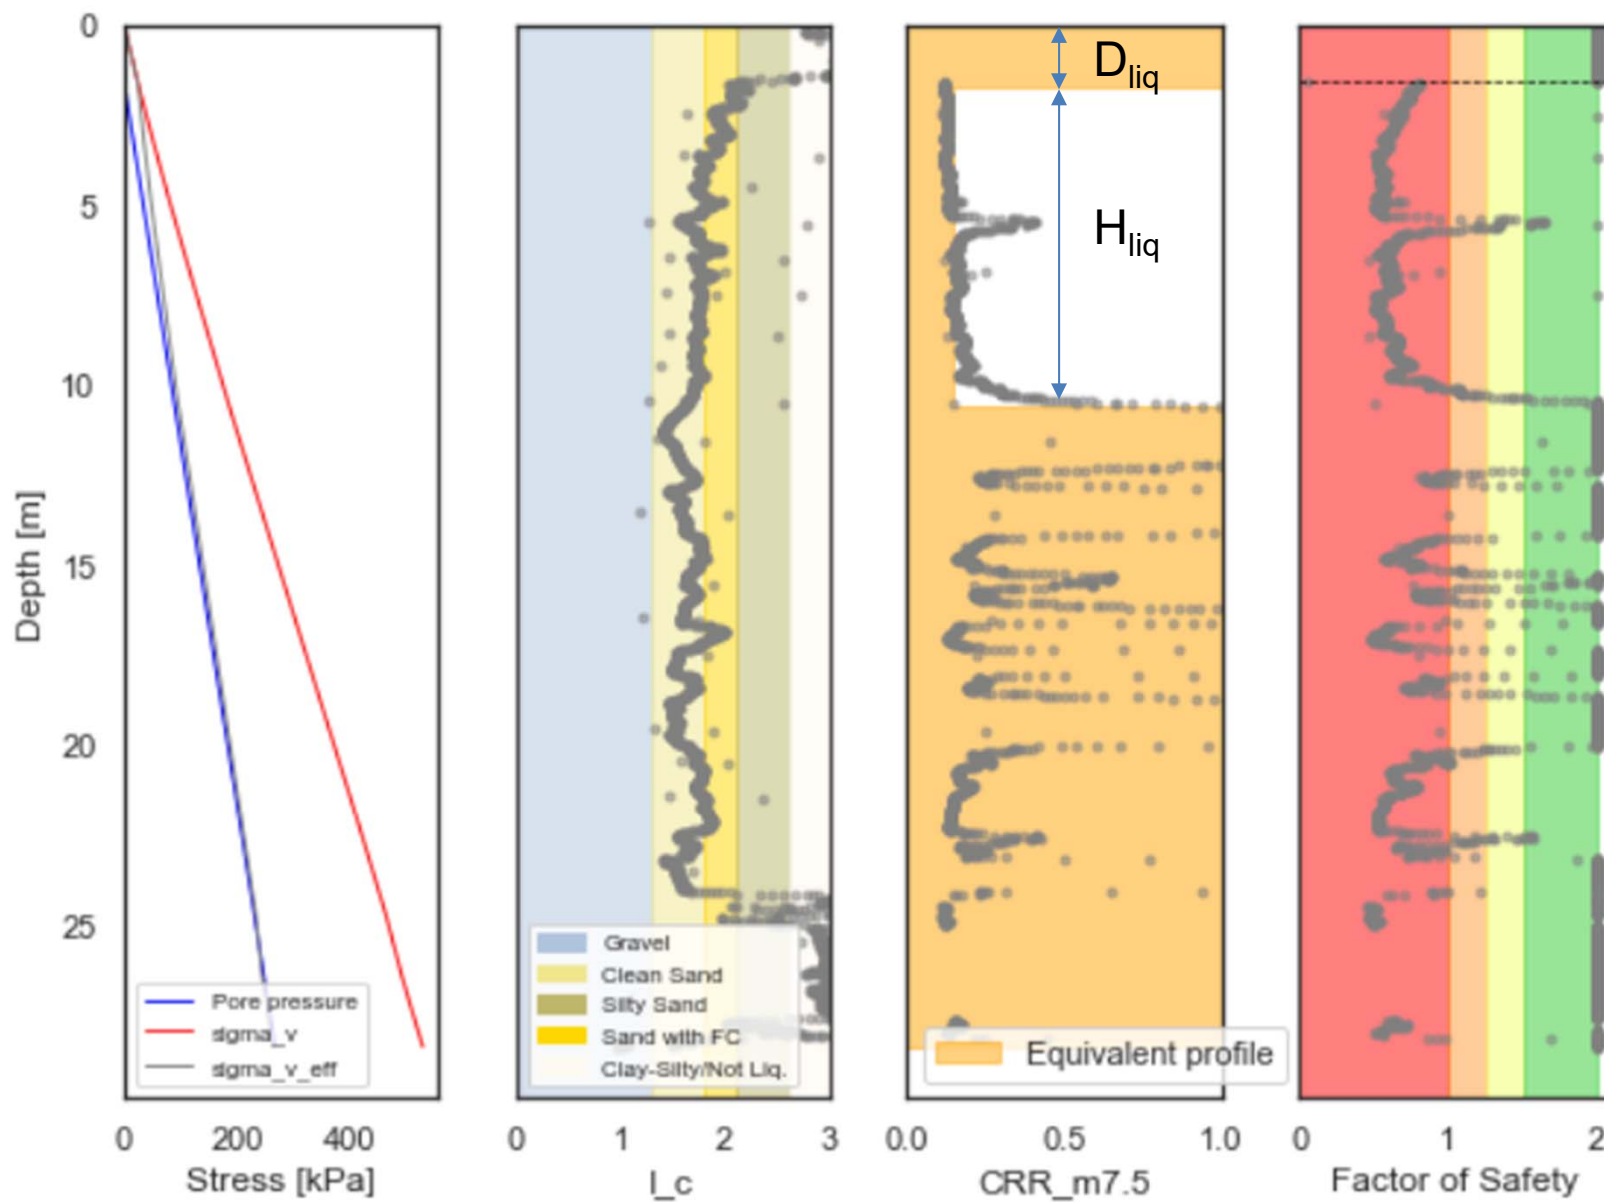 0
5
10
15
20
25
Depth [m]
Pore pressure
sigma_v
sigma_v_eff
0 200 400
Stress [kPa]
Gravel
Clean Sand
Silty Sand
Sand with FC
Clay-Silty/Not Liq.
0 1 2 3
I_c
D_liq
H_liq
Equivalent profile
0.0 0.5 1.0
CRR_m7.5
0 1 2
Factor of Safety